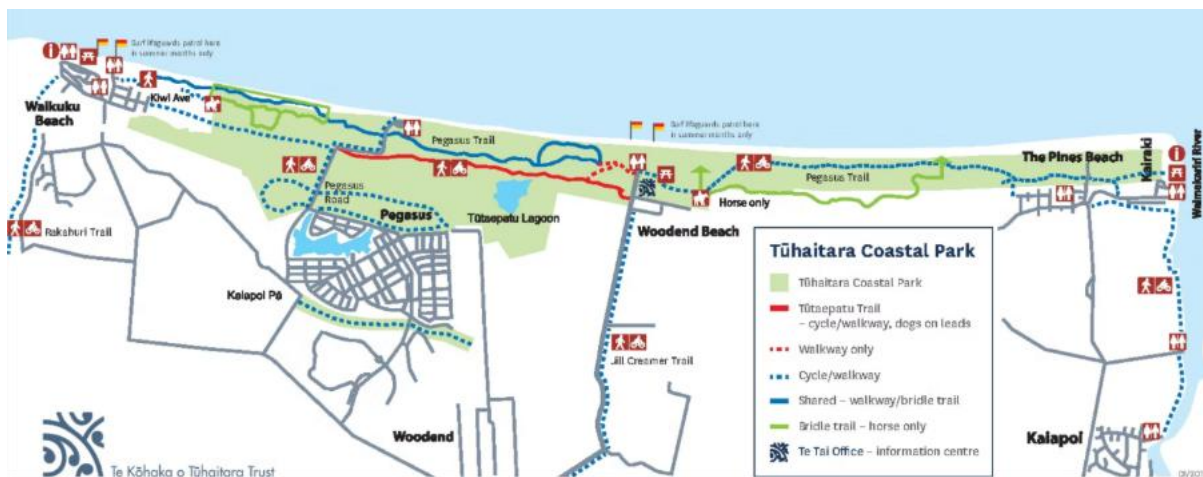 Surf lifeguards patrol here
in summer months only
Kiwi Ave
Waikuku
Beach
Surf lifeguards patrol here
in summer months only
Pegasus Trail
The Pines Beach
Kairaki
Waimakariri River
Pegasus Trail
Pegasus
Road
Pegasus
Tūtaepatu Lagoon
Horse only
Rakahuri Trail
Woodend Beach
Kaiapoi Pā
Jill Creamer Trail
Woodend
Kaiapoi
Tūhaitara Coastal Park
Tūhaitara Coastal Park
Tūtaepatu Trail
– cycle/walkway, dogs on leads
Walkway only
Cycle/walkway
Shared – walkway/bridle trail
Bridle trail – horse only
Te Tai Office – information centre
Te Kōhaka o Tūhaitara Trust